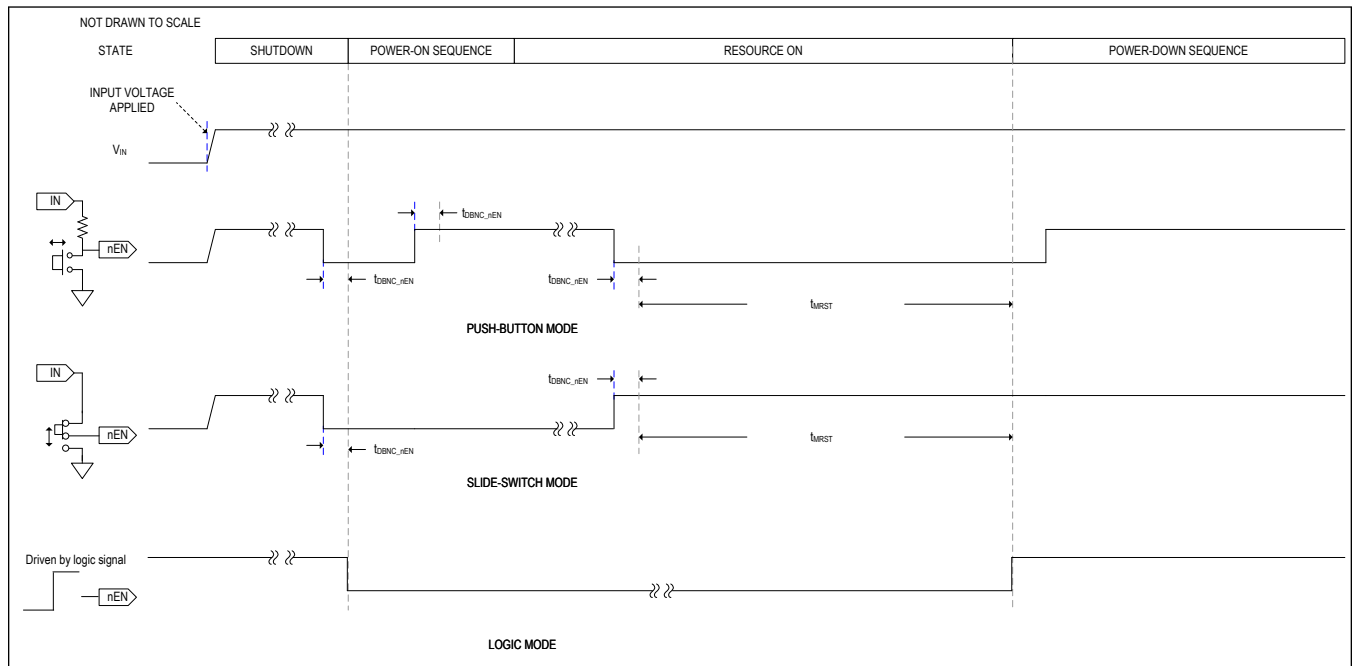 NOT DRAWN TO SCALE
STATE
SHUTDOWN
POWER-ON SEQUENCE
RESOURCE ON
POWER-DOWN SEQUENCE
INPUT VOLTAGE
APPLIED
VIN
IN
nEN
tDBNC_nEN
tDBNC_nEN
tDBNC_nEN
tMRST
PUSH-BUTTON MODE
IN
nEN
tDBNC_nEN
tDBNC_nEN
tMRST
SLIDE-SWITCH MODE
Driven by logic signal
nEN
LOGIC MODE